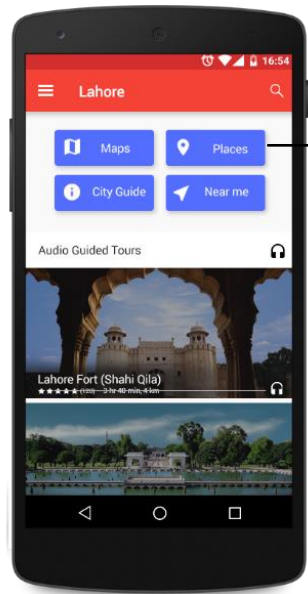 16:54
Lahore
Maps
Places
City Guide
Near me
Audio Guided Tours
Lahore Fort (Shahi Qila)
(123) 3 hr 40 min, 4 km